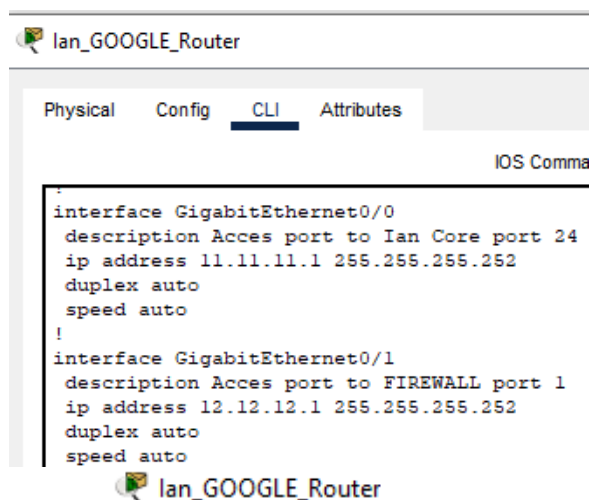 Ian_GOOGLE_Router
Physical Config CLI Attributes
IOS Comma
!
interface GigabitEthernet0/0
description Acces port to Ian Core port 24
ip address 11.11.11.1 255.255.255.252
duplex auto
speed auto
!
interface GigabitEthernet0/1
description Acces port to FIREWALL port 1
ip address 12.12.12.1 255.255.255.252
duplex auto
speed auto
Ian_GOOGLE_Router